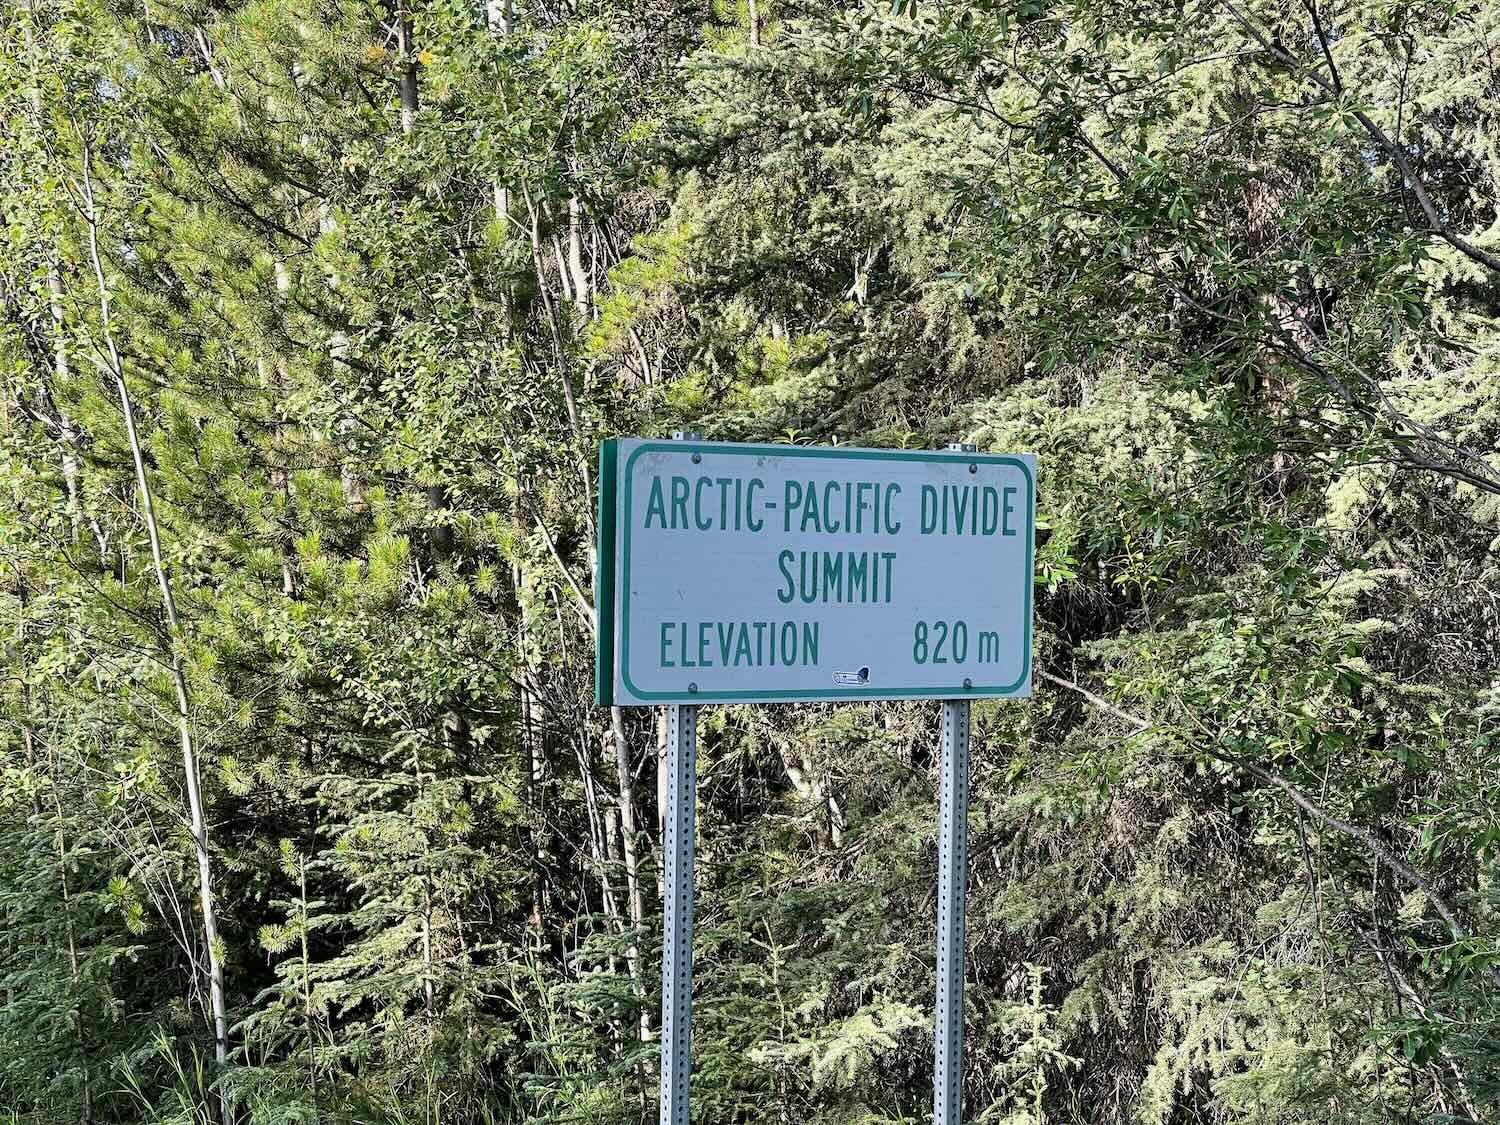 ARCTIC-PACIFIC DIVIDE
SUMMIT
ELEVATION 820 m